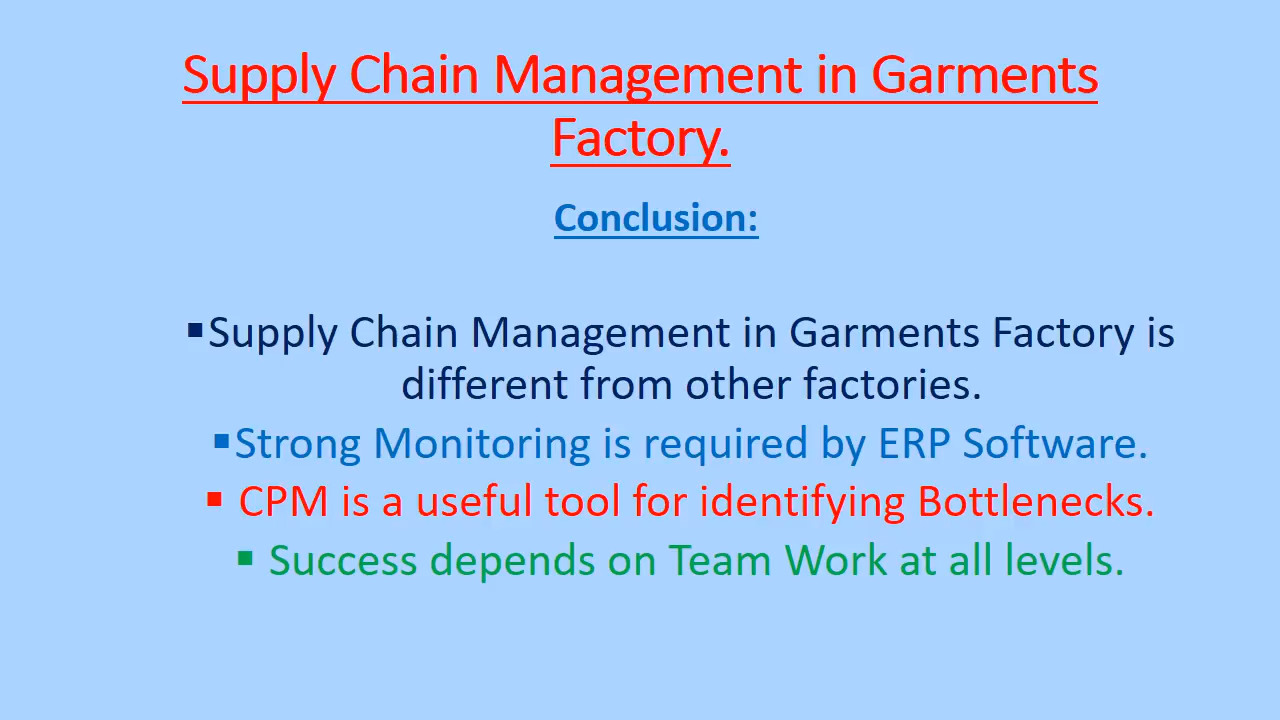 Supply Chain Management in Garments
Factory.
Conclusion:
▪Supply Chain Management in Garments Factory is
different from other factories.
▪Strong Monitoring is required by ERP Software.
▪ CPM is a useful tool for identifying Bottlenecks.
▪ Success depends on Team Work at all levels.